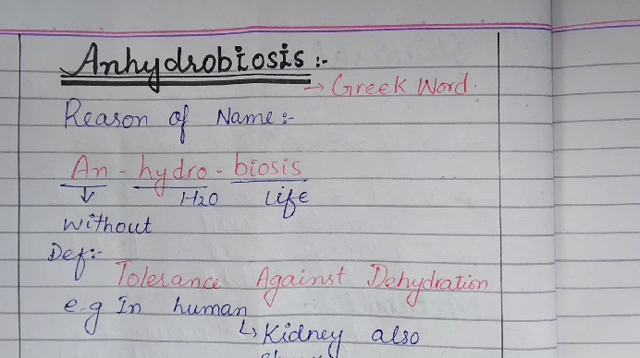 Anhydrobiosis :-
→ Greek Word.
Reason of Name:-
An - hydro - biosis
↓ H2O Life
Without
Def:-
Tolerance Against Dehydration
e.g In human
↳ Kidney also